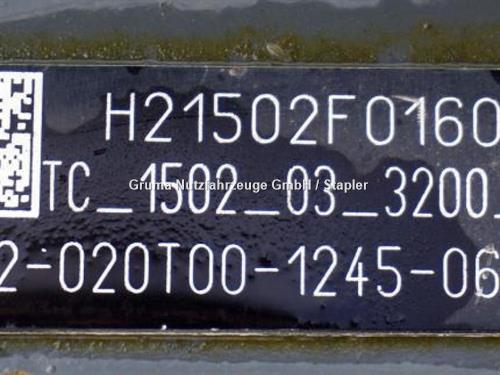 H21502F0160
TC_1502_03_3200
Gruma Nutzfahrzeuge GmbH / Stapler
2-020T00-1245-06